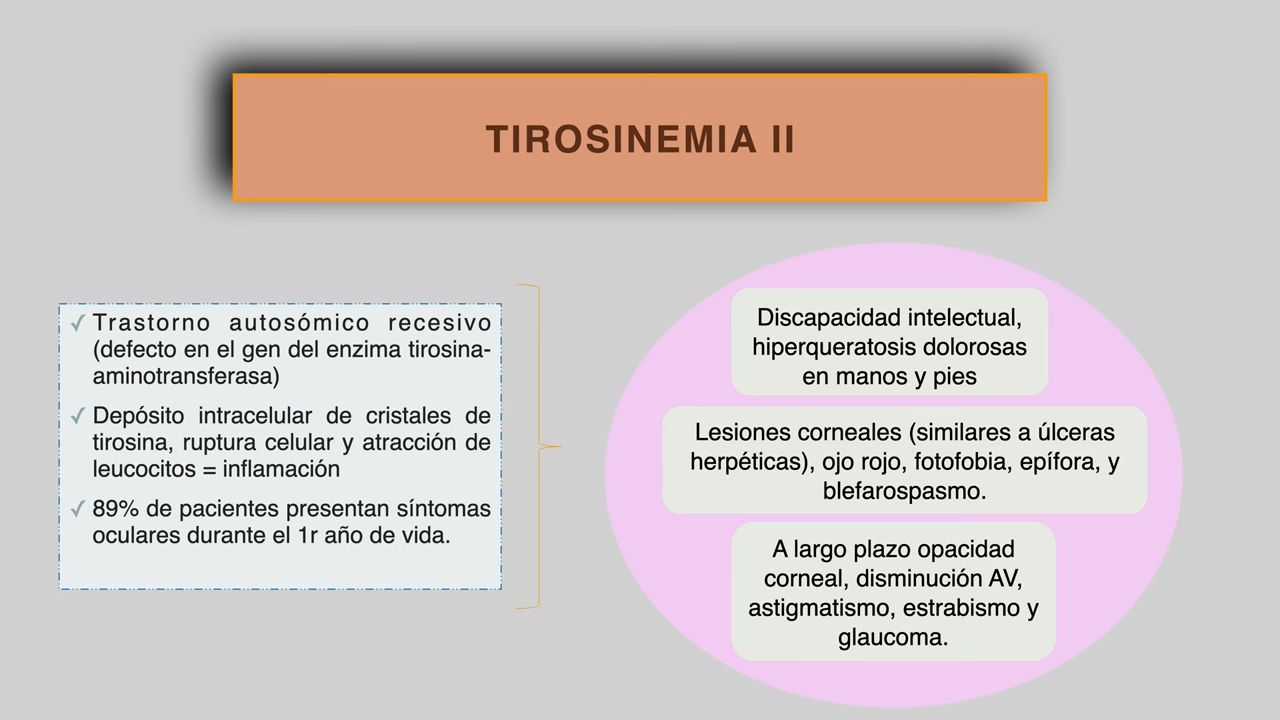 TIROSINEMIA II
✓ Trastorno autosómico recesivo
(defecto en el gen del enzima tirosina-
aminotransferasa)
✓ Depósito intracelular de cristales de
tirosina, ruptura celular y atracción de
leucocitos = inflamación
✓ 89% de pacientes presentan síntomas
oculares durante el 1r año de vida.
Discapacidad intelectual,
hiperqueratosis dolorosas
en manos y pies
Lesiones corneales (similares a úlceras
herpéticas), ojo rojo, fotofobia, epífora, y
blefarospasmo.
A largo plazo opacidad
corneal, disminución AV,
astigmatismo, estrabismo y
glaucoma.